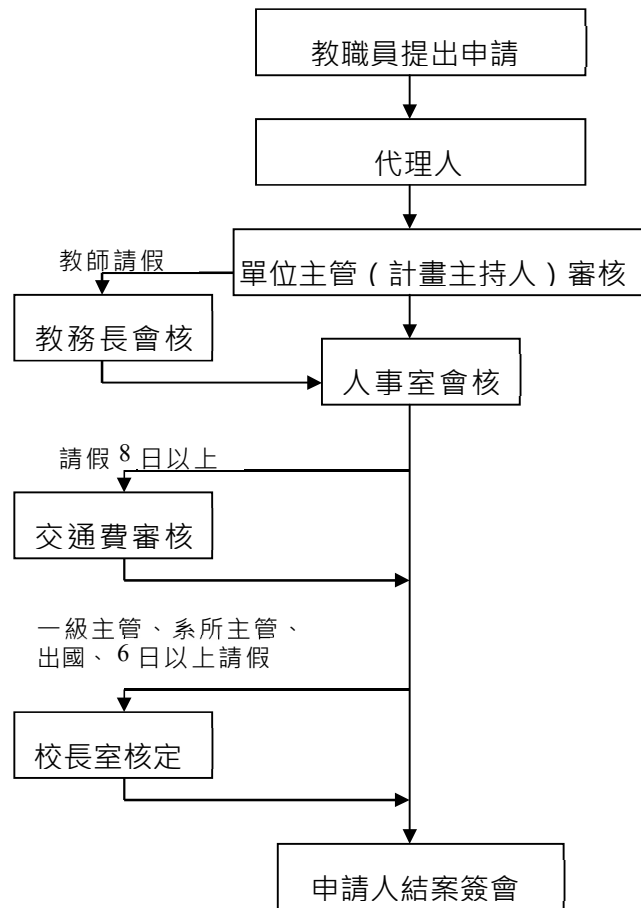 教職員提出申請
代理人
單位主管（計畫主持人）審核
教師請假
教務長會核
人事室會核
請假 8 日以上
交通費審核
一級主管、系所主管、
出國、6 日以上請假
校長室核定
申請人結案簽會